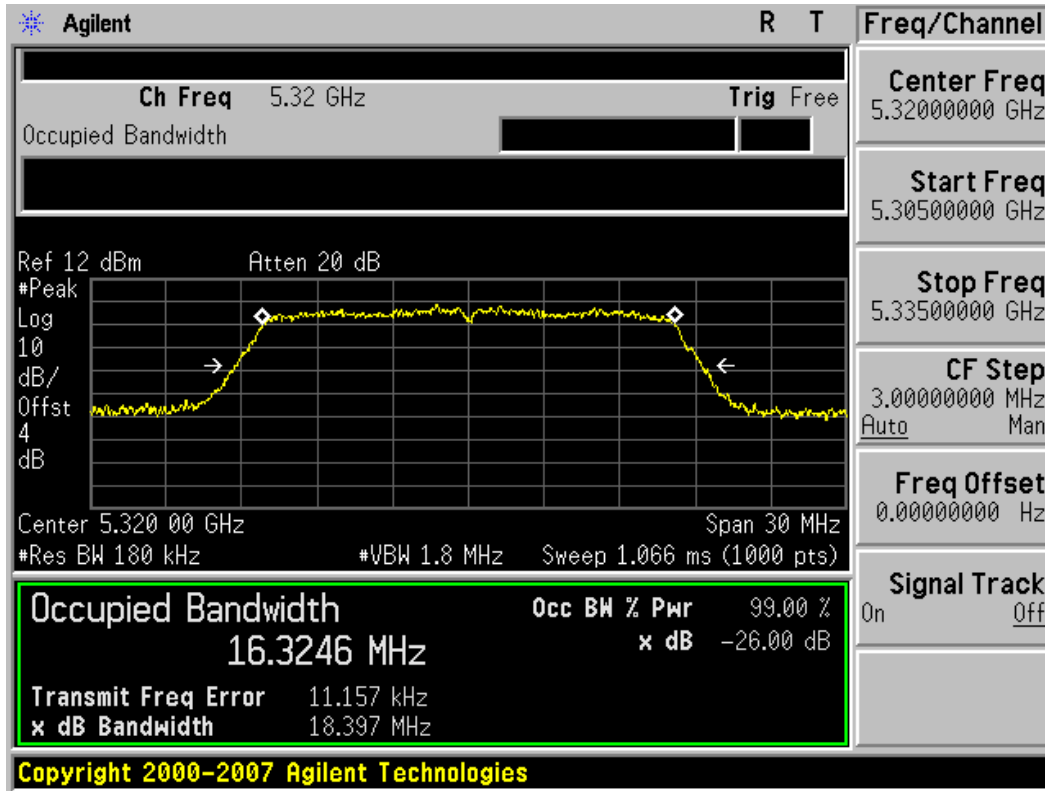 Agilent R T
Freq/Channel
Ch Freq 5.32 GHz Trig Free
Occupied Bandwidth
Center Freq
5.32000000 GHz
Start Freq
5.30500000 GHz
Stop Freq
5.33500000 GHz
CF Step
3.00000000 MHz
Auto Man
Freq Offset
0.00000000 Hz
Signal Track
On Off
Ref 12 dBm Atten 20 dB
#Peak
Log
10
dB/
Offst
4
dB
Center 5.320 00 GHz Span 30 MHz
#Res BW 180 kHz #VBW 1.8 MHz Sweep 1.066 ms (1000 pts)
Occupied Bandwidth
16.3246 MHz
Occ BW % Pwr 99.00 %
x dB -26.00 dB
Transmit Freq Error 11.157 kHz
x dB Bandwidth 18.397 MHz
Copyright 2000-2007 Agilent Technologies